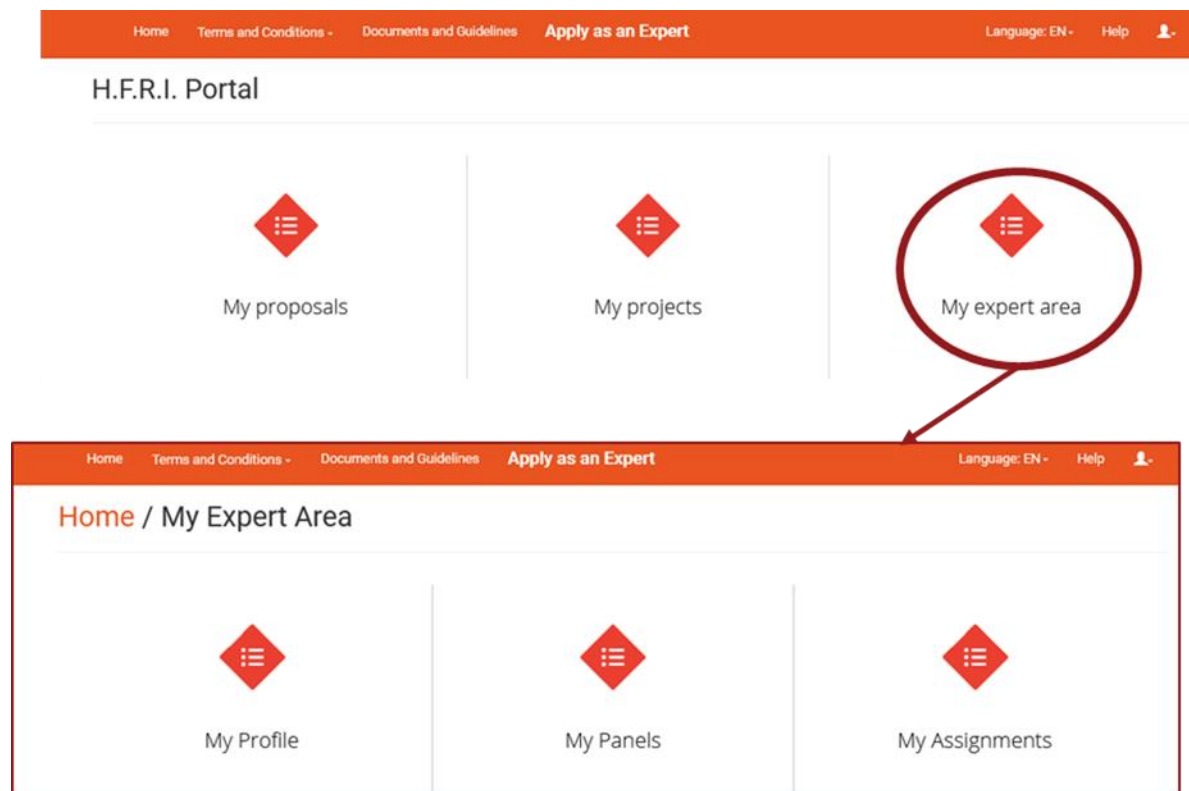 Home Terms and Conditions - Documents and Guidelines Apply as an Expert Language: EN - Help
H.F.R.I. Portal
My proposals My projects My expert area
Home Terms and Conditions - Documents and Guidelines Apply as an Expert Language: EN - Help
Home / My Expert Area
My Profile My Panels My Assignments